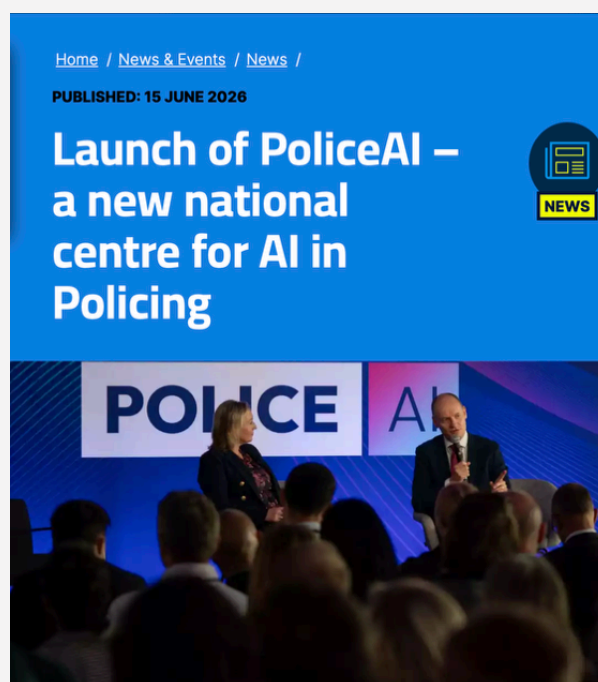 Home / News & Events / News /
PUBLISHED: 15 JUNE 2026
Launch of PoliceAI –
a new national
centre for AI in
Policing
NEWS
POLICE AI